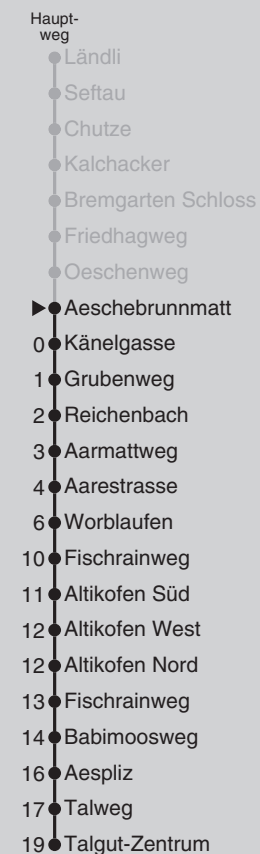 Haupt-
weg
Ländli
Seftau
Chutze
Kalchacker
Bremgarten Schloss
Friedhagweg
Oeschenweg
Aeschebrunnmatt
0 Känelgasse
1 Grubenweg
2 Reichenbach
3 Aarmattweg
4 Aarestrasse
6 Worblaufen
10 Fischrainweg
11 Altikofen Süd
12 Altikofen West
12 Altikofen Nord
13 Fischrainweg
14 Babimoosweg
16 Aespliz
17 Talweg
19 Talgut-Zentrum